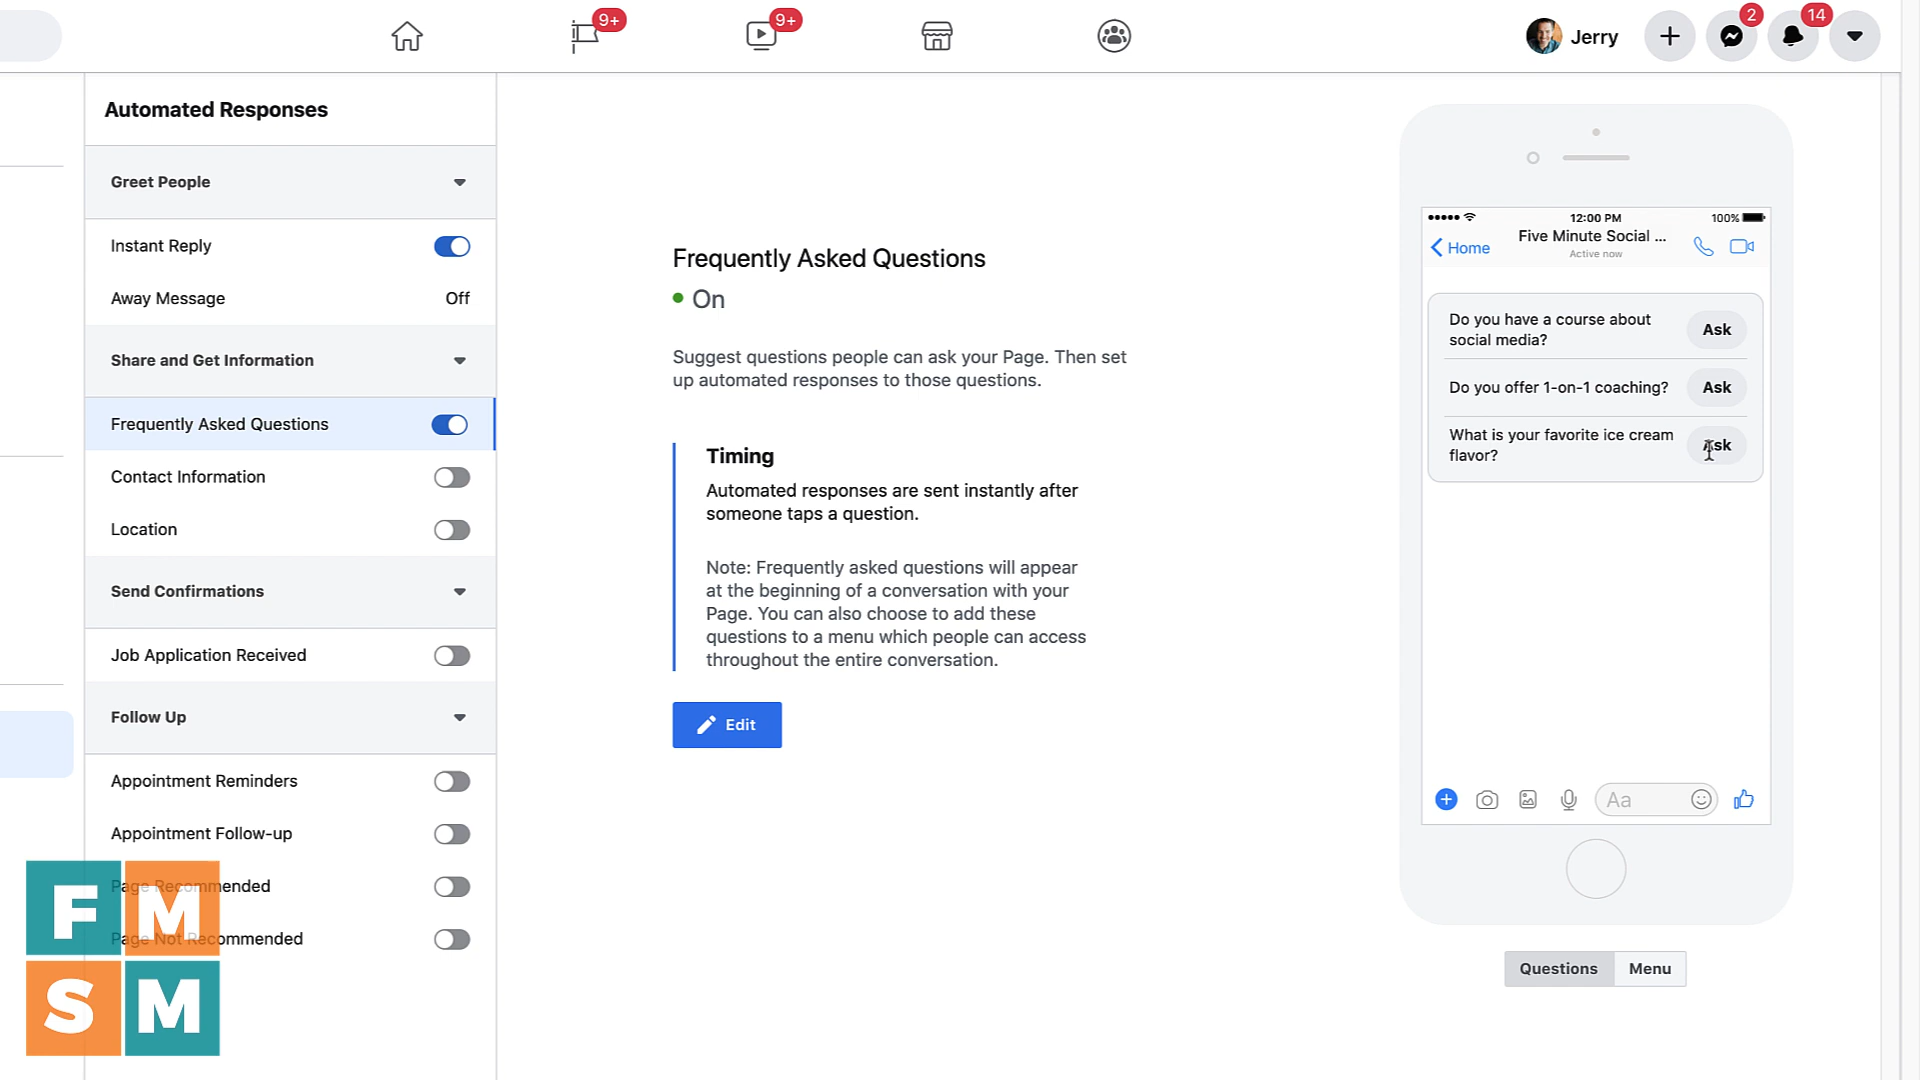 9+
9+
Jerry
2
14
Automated Responses
Greet People
Instant Reply
Away Message
Off
Share and Get Information
Frequently Asked Questions
Contact Information
Location
Send Confirmations
Job Application Received
Follow Up
Appointment Reminders
Appointment Follow-up
Page Recommended
Page Not Recommended
F M
S M
Frequently Asked Questions
On
Suggest questions people can ask your Page. Then set
up automated responses to those questions.
Timing
Automated responses are sent instantly after
someone taps a question.
Note: Frequently asked questions will appear
at the beginning of a conversation with your
Page. You can also choose to add these
questions to a menu which people can access
throughout the entire conversation.
Edit
12:00 PM
100%
Home
Five Minute Social ...
Active now
Do you have a course about
social media?
Ask
Do you offer 1-on-1 coaching?
Ask
What is your favorite ice cream
flavor?
Ask
Aa
Questions
Menu